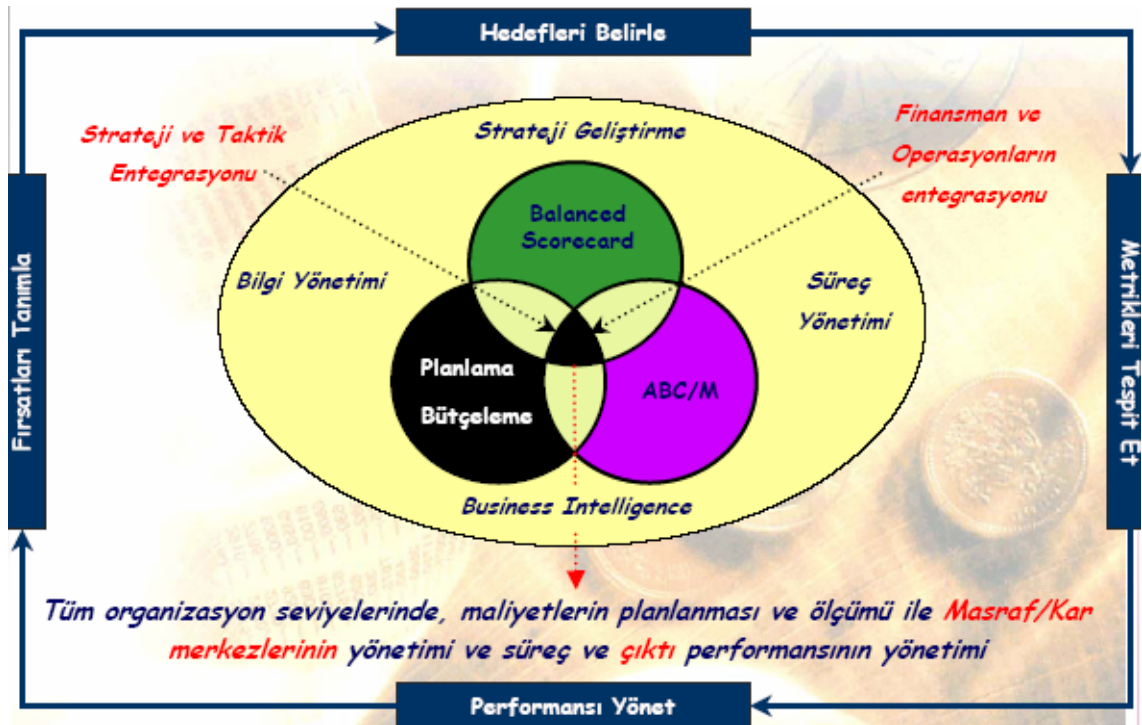 Hedefleri Belirle
Strateji ve Taktik
Entegrasyonu
Strateji Geliştirme
Finansman ve
Operasyonların
entegrasyonu
Balanced
Scorecard
Bilgi Yönetimi
Süreç
Yönetimi
Fırsatları Tanımla
Metrikleri Tespit Et
Planlama
Bütçeleme
ABC/M
Business Intelligence
Tüm organizasyon seviyelerinde, maliyetlerin planlanması ve ölçümü ile Masraf/Kar
merkezlerinin yönetimi ve süreç ve çıktı performansının yönetimi
Performansı Yönet